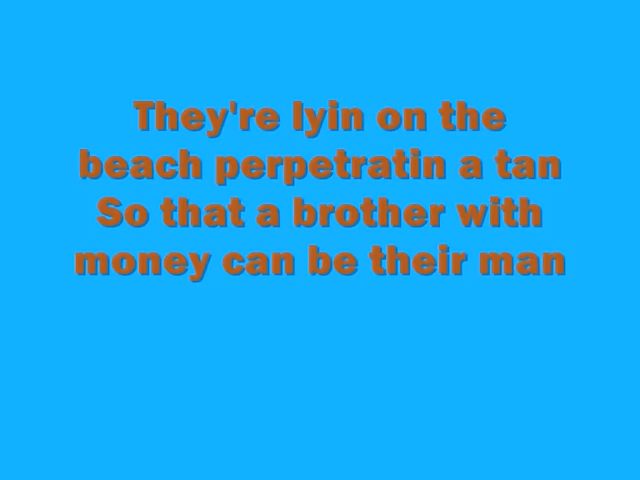 They're lyin on the
beach perpetratin a tan
So that a brother with
money can be their man